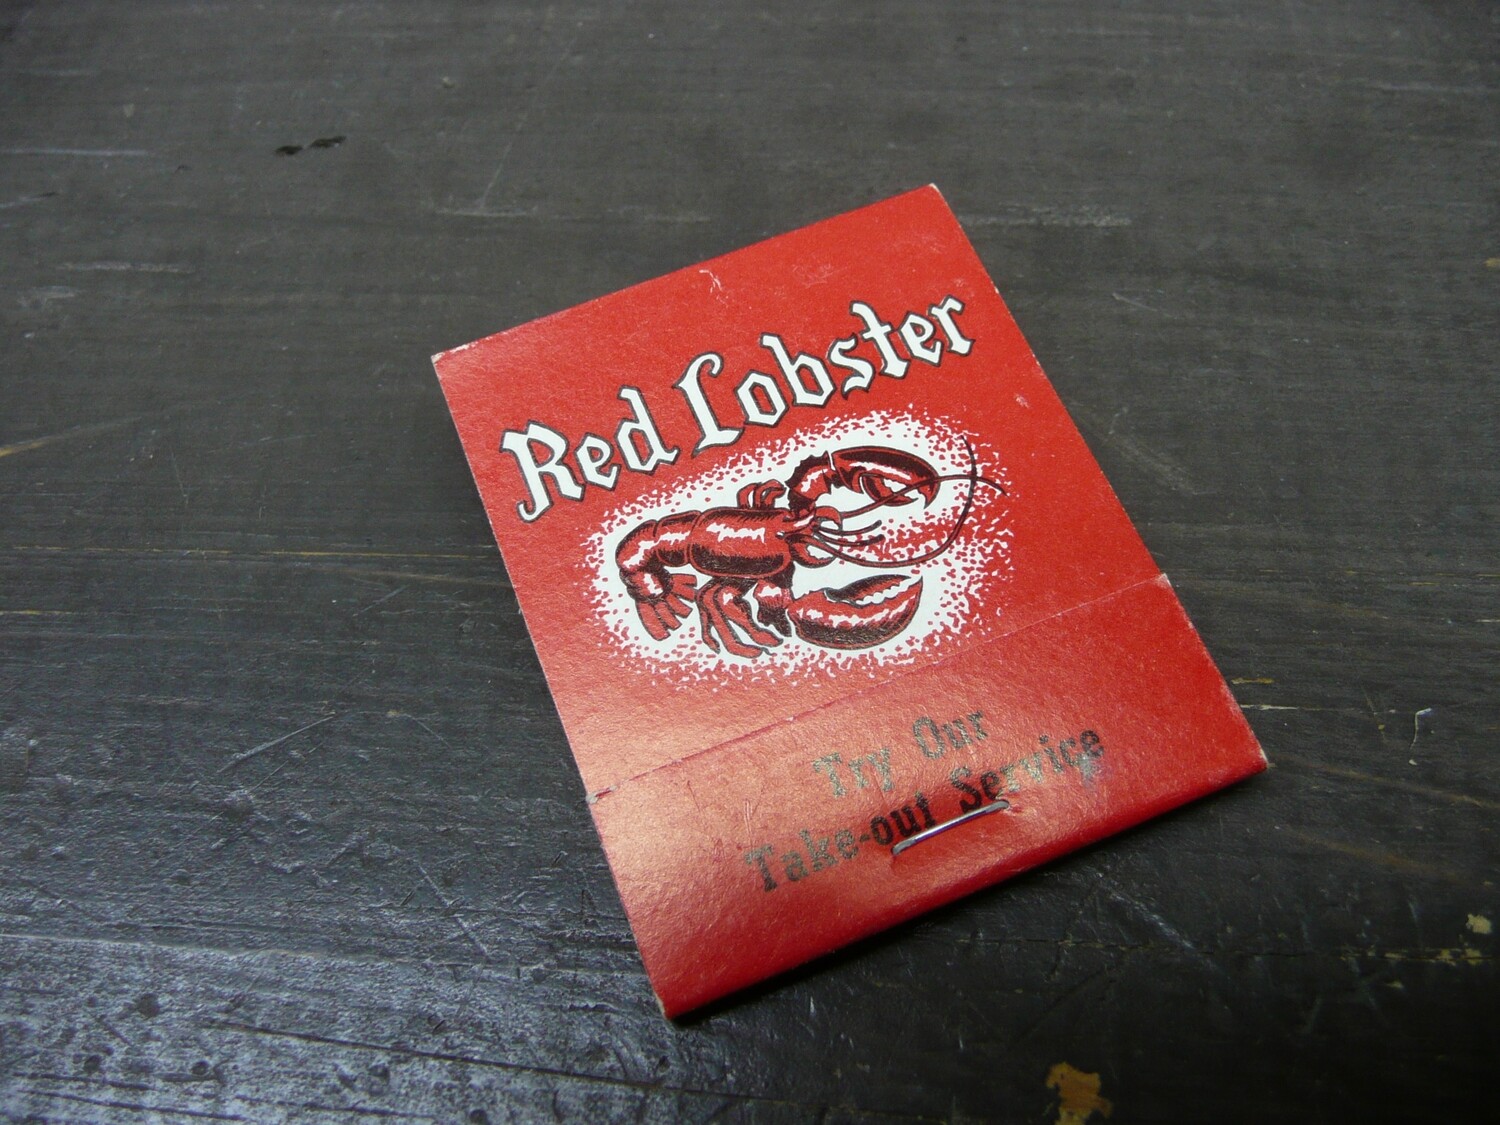 Red Lobster
Try Our
Take-out Service